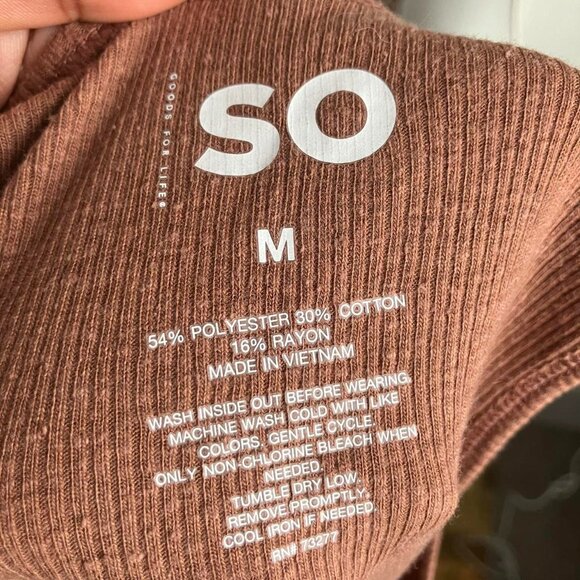 SO
GOODS FOR LIFE®
M
54% POLYESTER 30% COTTON
16% RAYON
MADE IN VIETNAM
WASH INSIDE OUT BEFORE WEARING.
MACHINE WASH COLD WITH LIKE
COLORS. GENTLE CYCLE.
ONLY NON-CHLORINE BLEACH WHEN
NEEDED.
TUMBLE DRY LOW.
REMOVE PROMPTLY.
COOL IRON IF NEEDED.
RN# 73277